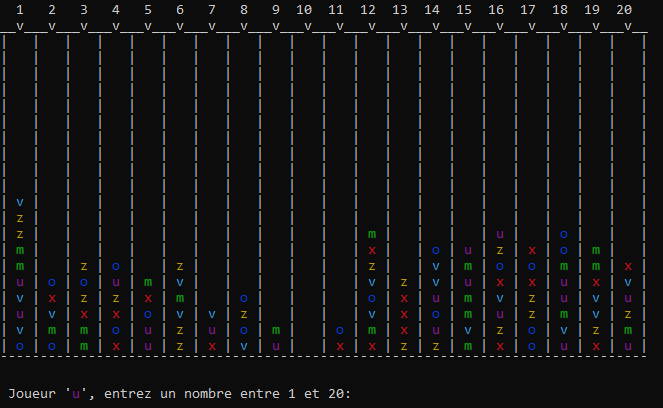 1 2 3 4 5 6 7 8 9 10 11 12 13 14 15 16 17 18 19 20
___v___v___v___v___v___v___v___v___v___v___v___v___v___v___v___v___v___v___v___v___
| | | | | | | | | | | | | | | | | | | | |
| | | | | | | | | | | | | | | | | | | | |
| | | | | | | | | | | | | | | | | | | | |
| | | | | | | | | | | | | | | | | | | | |
| | | | | | | | | | | | | | | | | | | | |
| | | | | | | | | | | | | | | | | | | | |
| | | | | | | | | | | | | | | | | | | | |
| | | | | | | | | | | | | | | | | | | | |
| | | | | | | | | | | | | | | | | | | | |
| | | | | | | | | | | | | | | | | | | | |
| v | | | | | | | | | | | | | | | | | | | |
| z | | | | | | | | | | | | | | | | | | | |
| z | | | | | | | | | | | m | | | | u | | o | | |
| m | | | | | | | | | | | x | | o | u | z | x | o | m | |
| m | | z | o | | z | | | | | | z | | v | m | o | o | u | m | x |
| u | o | o | u | m | v | | | | | | v | z | v | m | o | x | u | z | v |
| v | x | z | z | x | m | | o | | | | o | x | u | u | x | z | u | z | u |
| u | v | x | x | o | v | v | z | | | | v | x | u | m | u | z | m | v | u |
| v | m | m | o | u | z | u | o | m | | o | m | x | o | m | z | o | v | z | z |
| o | o | m | x | u | z | x | v | u | | x | m | z | z | v | x | o | u | x | u |
---------------------------------------------------------------------------------
Joueur 'u', entrez un nombre entre 1 et 20: